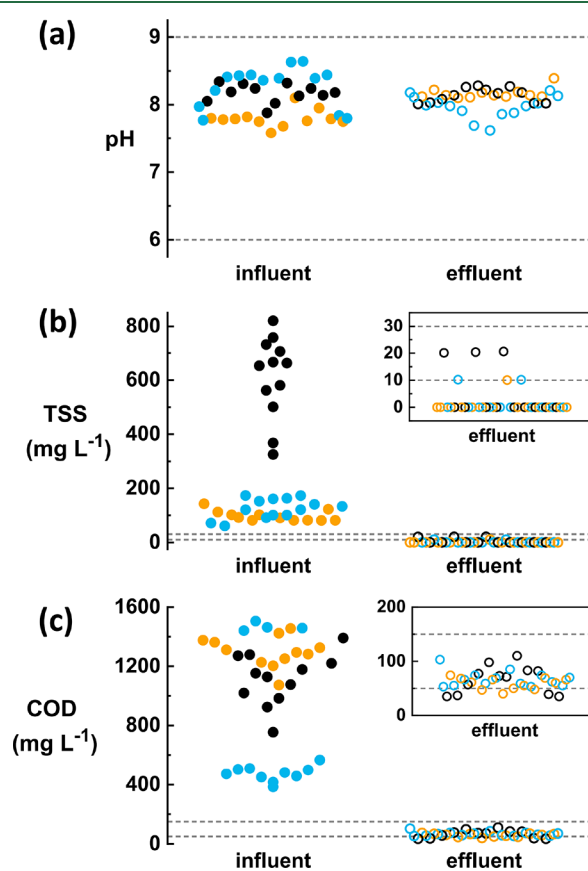 (a)
9
8
pH
7
6
influent effluent
(b)
800
600
TSS
(mg L⁻¹)
400
200
0
30
20
10
0
effluent
influent effluent
(c)
1600
1200
COD
(mg L⁻¹)
800
400
0
200
100
0
effluent
influent effluent